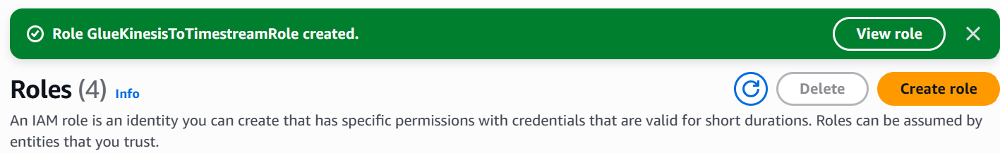 Role GlueKinesisToTimestreamRole created.
View role
Roles (4) Info
Delete
Create role
An IAM role is an identity you can create that has specific permissions with credentials that are valid for short durations. Roles can be assumed by
entities that you trust.